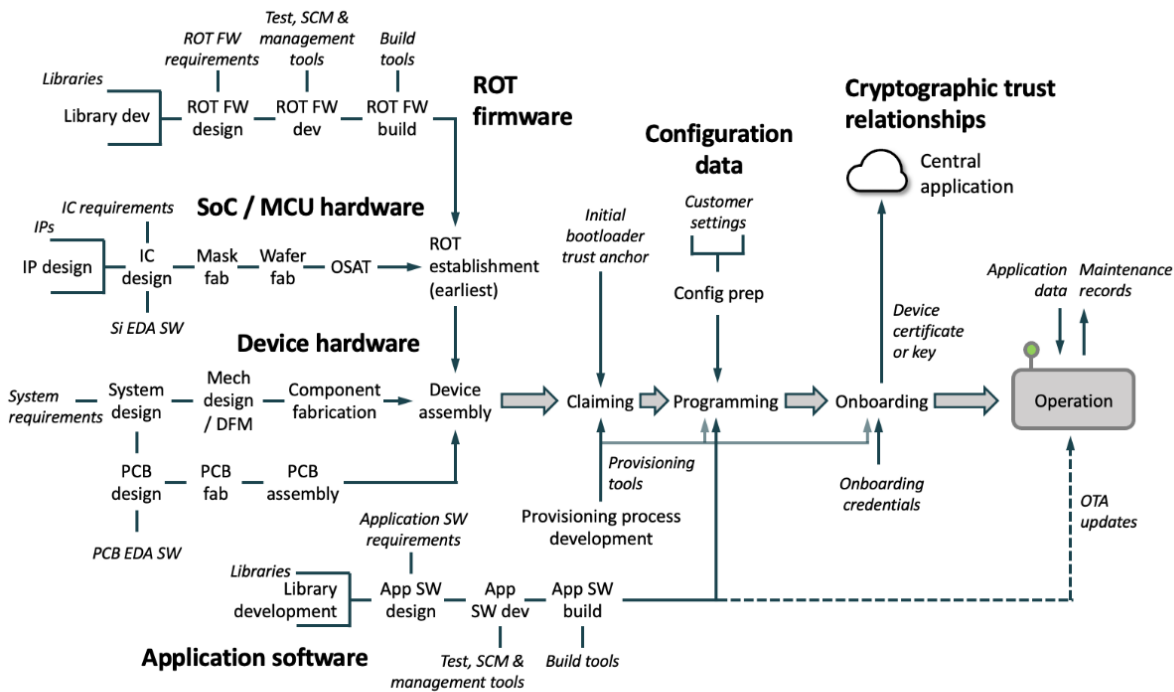 ROT FW
requirements
Test, SCM &
management
tools
Build
tools
Libraries
Library dev
ROT FW
design
ROT FW
dev
ROT FW
build
ROT
firmware
Cryptographic trust
relationships
Central
application
Configuration
data
Customer
settings
Config prep
IC requirements
SoC / MCU hardware
IPs
IP design
IC
design
Mask
fab
Wafer
fab
OSAT
ROT
establishment
(earliest)
Si EDA SW
Initial
bootloader
trust anchor
Application
data
Maintenance
records
Device
certificate
or key
Device hardware
System
requirements
System
design
Mech
design
/ DFM
Component
fabrication
Device
assembly
Claiming
Programming
Onboarding
Operation
PCB
design
PCB
fab
PCB
assembly
PCB EDA SW
Provisioning
tools
Provisioning process
development
Onboarding
credentials
OTA
updates
Application SW
requirements
Libraries
Library
development
App SW
design
App
SW dev
App SW
build
Application software
Test, SCM &
management tools
Build tools